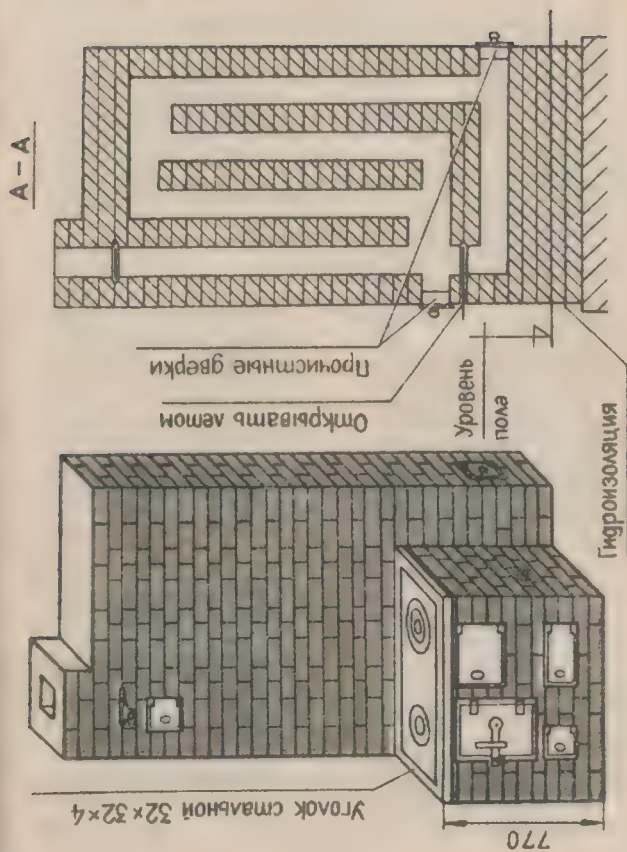 А – А
Прочистные дверки
Открывать летом
Уровень
пола
Гидроизоляция
Уголок стальной 32×32×4
770